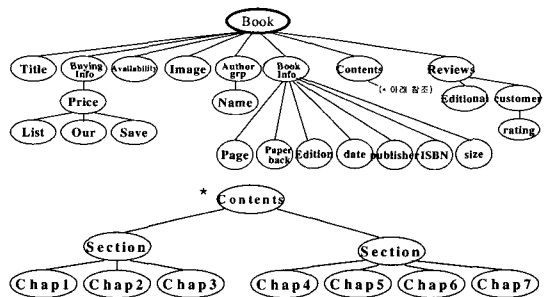 Book
Title Buying Info Availability Image Author grp Book Info Contents Reviews
(* 아래 참조)
Price Name Editional customer
List Our Save rating
Page Paper back Edition date publisher ISBN size
* Contents
Section Section
Chap1 Chap2 Chap3 Chap4 Chap5 Chap6 Chap7